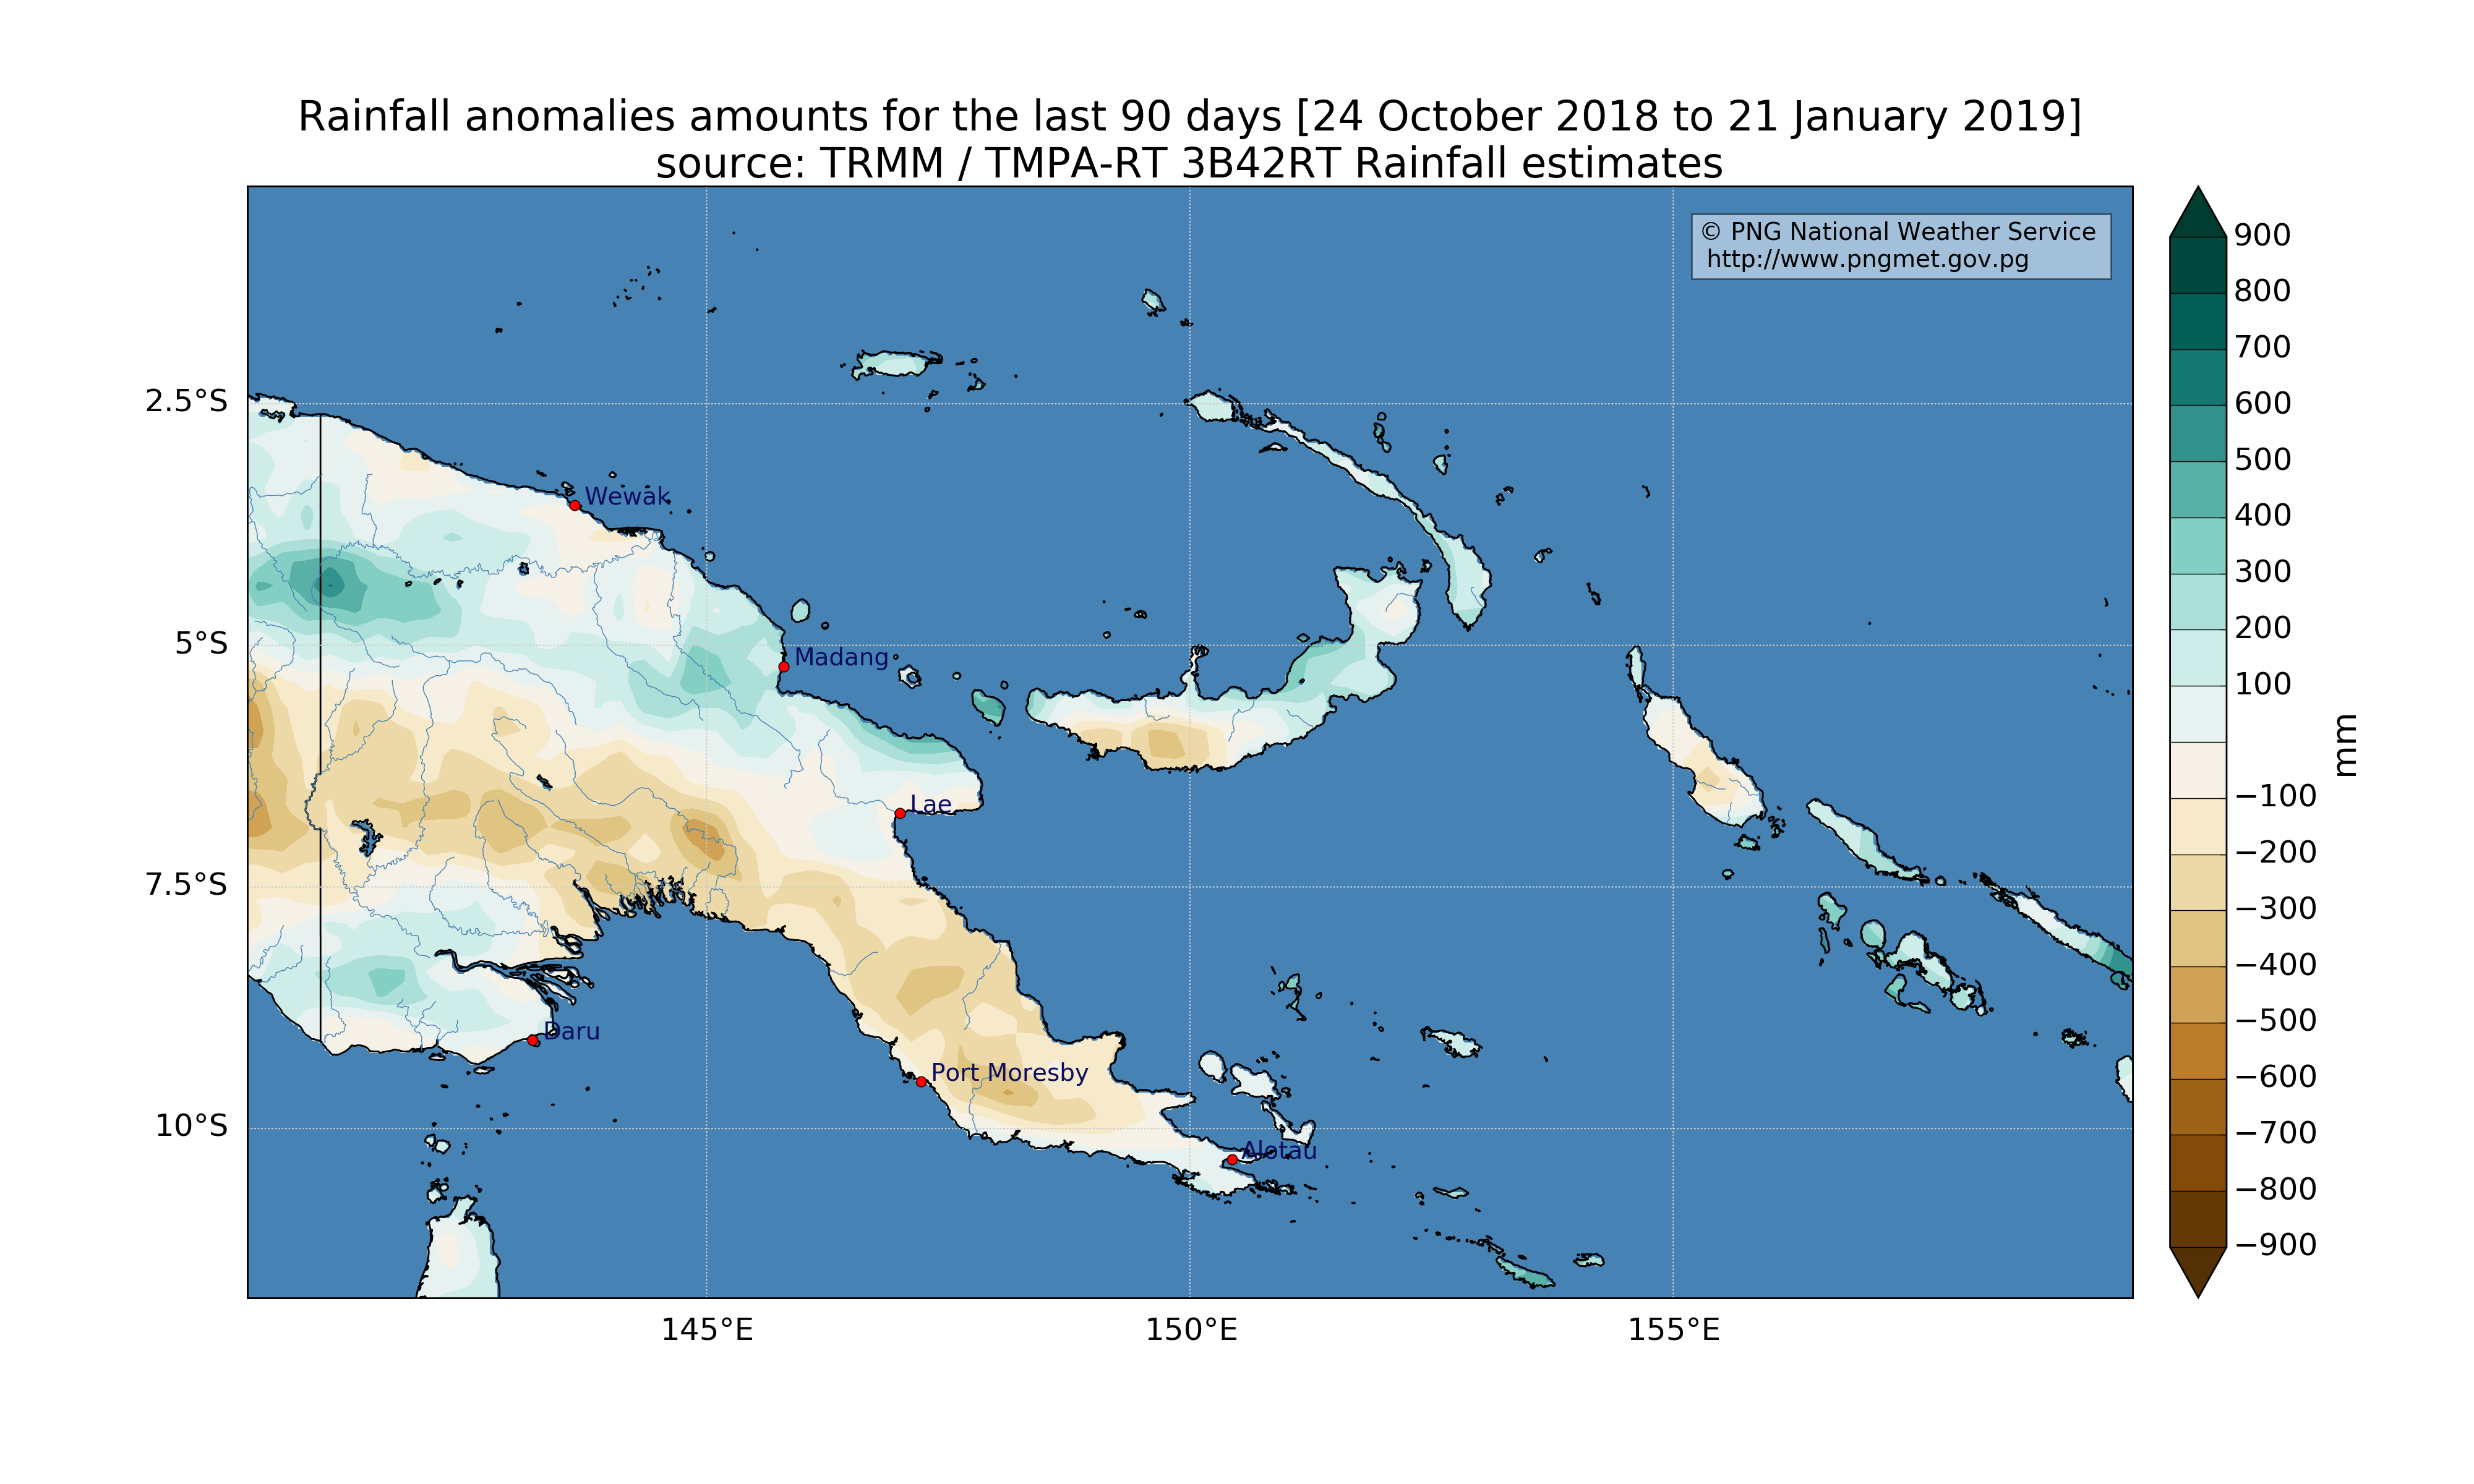 Rainfall anomalies amounts for the last 90 days [24 October 2018 to 21 January 2019]
source: TRMM / TMPA-RT 3B42RT Rainfall estimates
© PNG National Weather Service
http://www.pngmet.gov.pg
2.5°S
5°S
7.5°S
10°S
Wewak
Madang
Lae
Daru
Port Moresby
Alotau
145°E
150°E
155°E
900
800
700
600
500
400
300
200
100
−100
−200
−300
−400
−500
−600
−700
−800
−900
mm